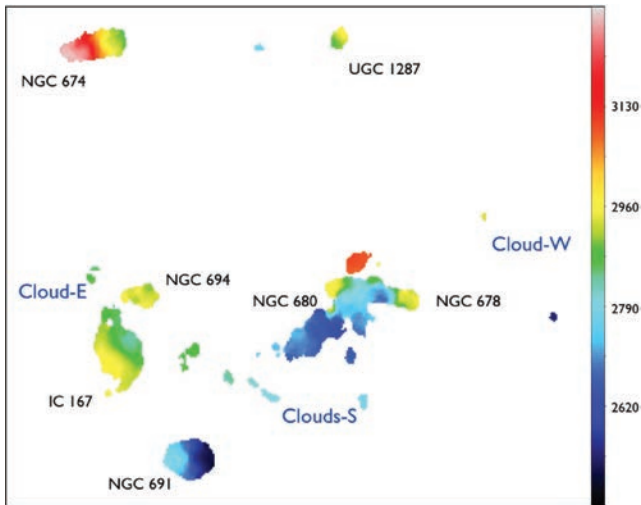 NGC 674
UGC 1287
3130
2960
Cloud-W
Cloud-E
NGC 694
NGC 680
NGC 678
2790
IC 167
Clouds-S
2620
NGC 691